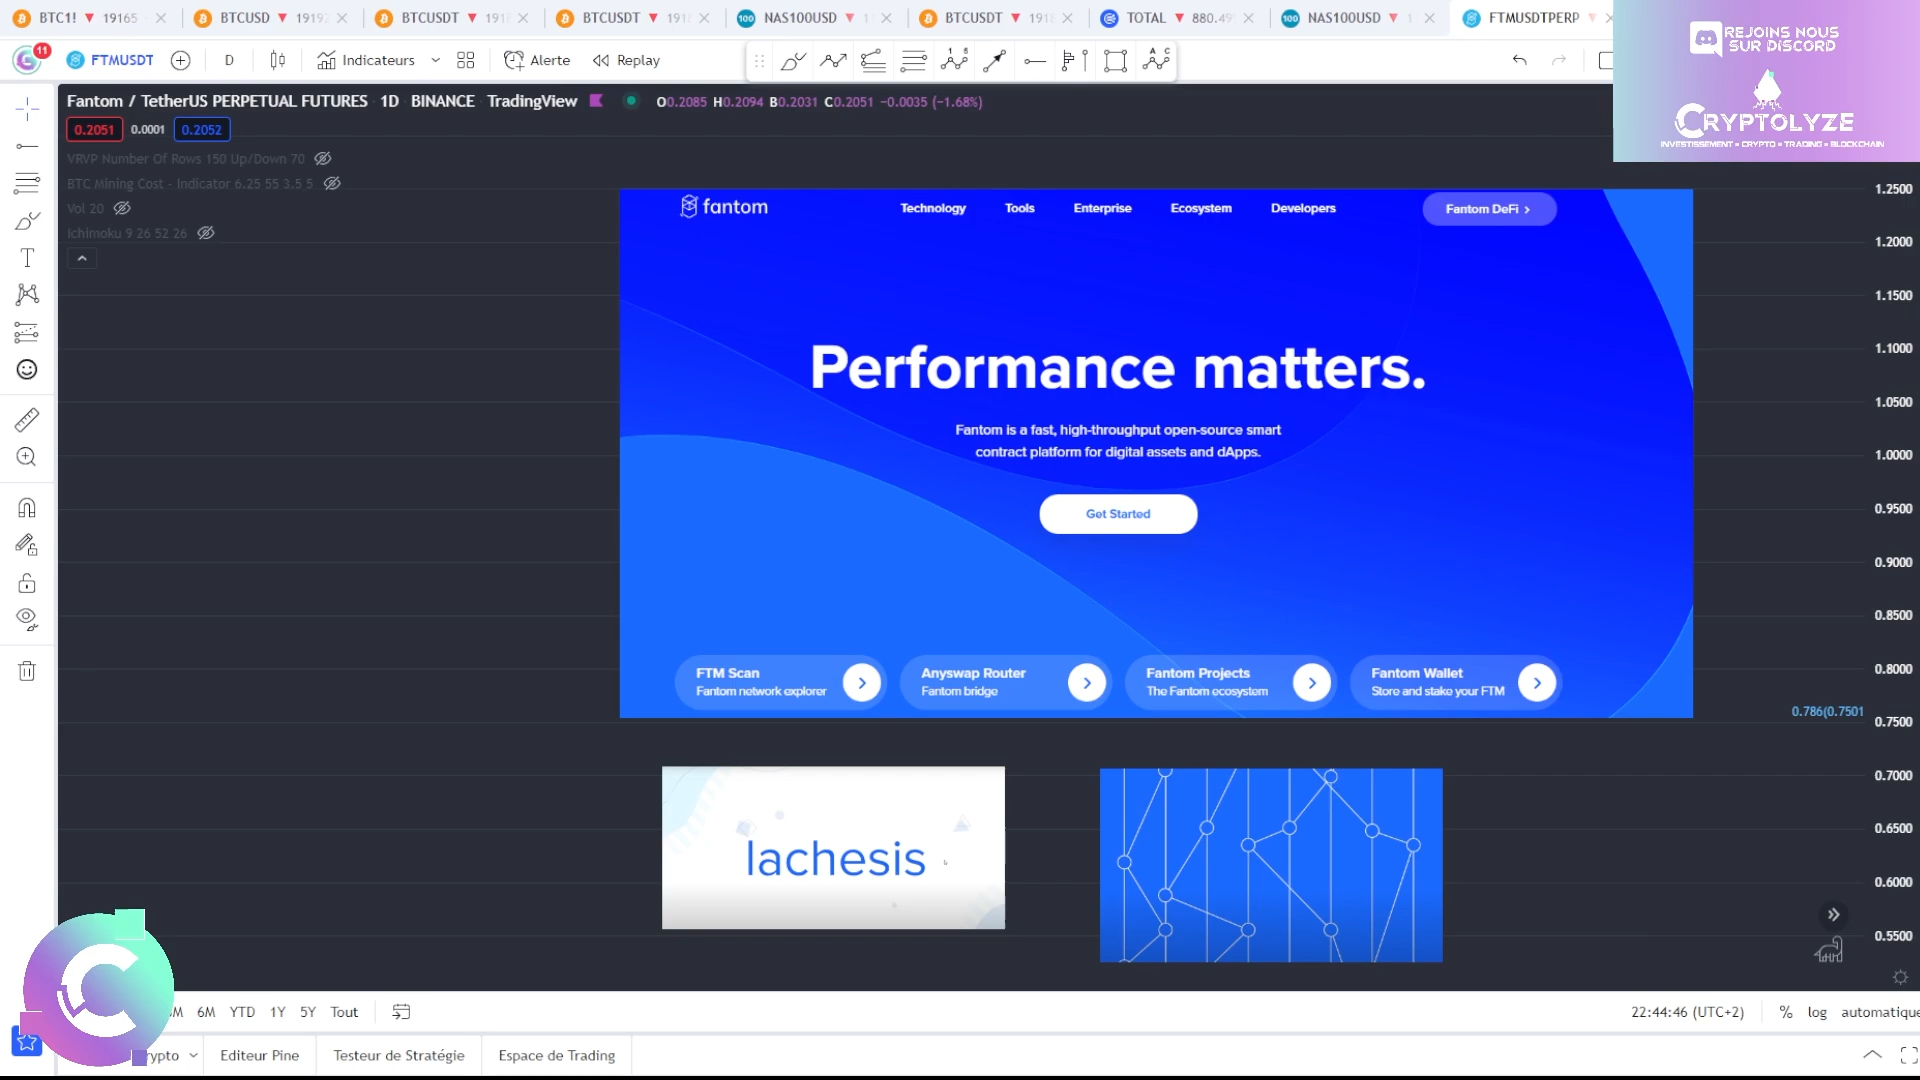 BTC1! ▼ 19165
BTCUSD ▼ 1919
BTCUSDT ▼ 191
BTCUSDT ▼ 191
NAS100USD ▼
BTCUSDT ▼ 191
TOTAL ▼ 880.49
NAS100USD ▼
FTMUSDTPERP ▼
REJOINS NOUS
SUR DISCORD
CRYPTOLYZE
INVESTISSEMENT • CRYPTO • TRADING • BLOCKCHAIN
11
FTMUSDT
D
Indicateurs
Alerte
Replay
Fantom / TetherUS PERPETUAL FUTURES 1D BINANCE TradingView
O0.2085 H0.2094 B0.2031 C0.2051 −0.0035 (−1.68%)
0.2051 0.0001 0.2052
VRVP Number Of Rows 150 Up/Down 70
BTC Mining Cost - Indicator 6.25 55 3.5 5
Vol 20
Ichimoku 9 26 52 26
fantom
Technology
Tools
Enterprise
Ecosystem
Developers
Fantom DeFi ›
Performance matters.
Fantom is a fast, high-throughput open-source smart
contract platform for digital assets and dApps.
Get Started
FTM Scan
Fantom network explorer
Anyswap Router
Fantom bridge
Fantom Projects
The Fantom ecosystem
Fantom Wallet
Store and stake your FTM
lachesis
1.2500
1.2000
1.1500
1.1000
1.0500
1.0000
0.9500
0.9000
0.8500
0.8000
0.786(0.7501
0.7500
0.7000
0.6500
0.6000
0.5500
6M
YTD
1Y
5Y
Tout
22:44:46 (UTC+2)
%
log
automatique
Editeur Pine
Testeur de Stratégie
Espace de Trading